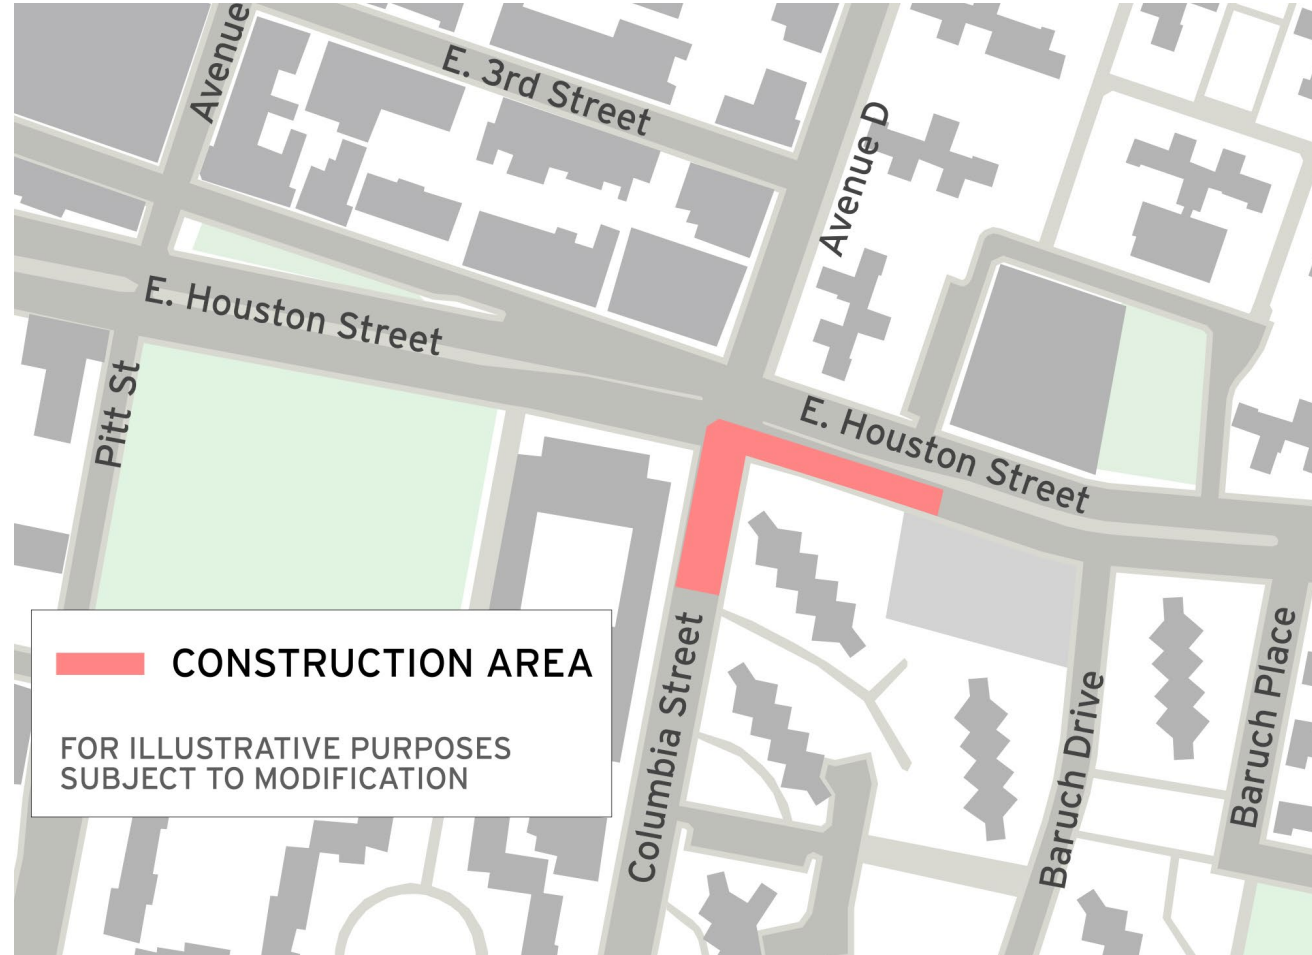 Avenue
E. 3rd Street
Avenue D
E. Houston Street
E. Houston Street
Pitt St
CONSTRUCTION AREA
FOR ILLUSTRATIVE PURPOSES
SUBJECT TO MODIFICATION
Columbia Street
Baruch Drive
Baruch Place